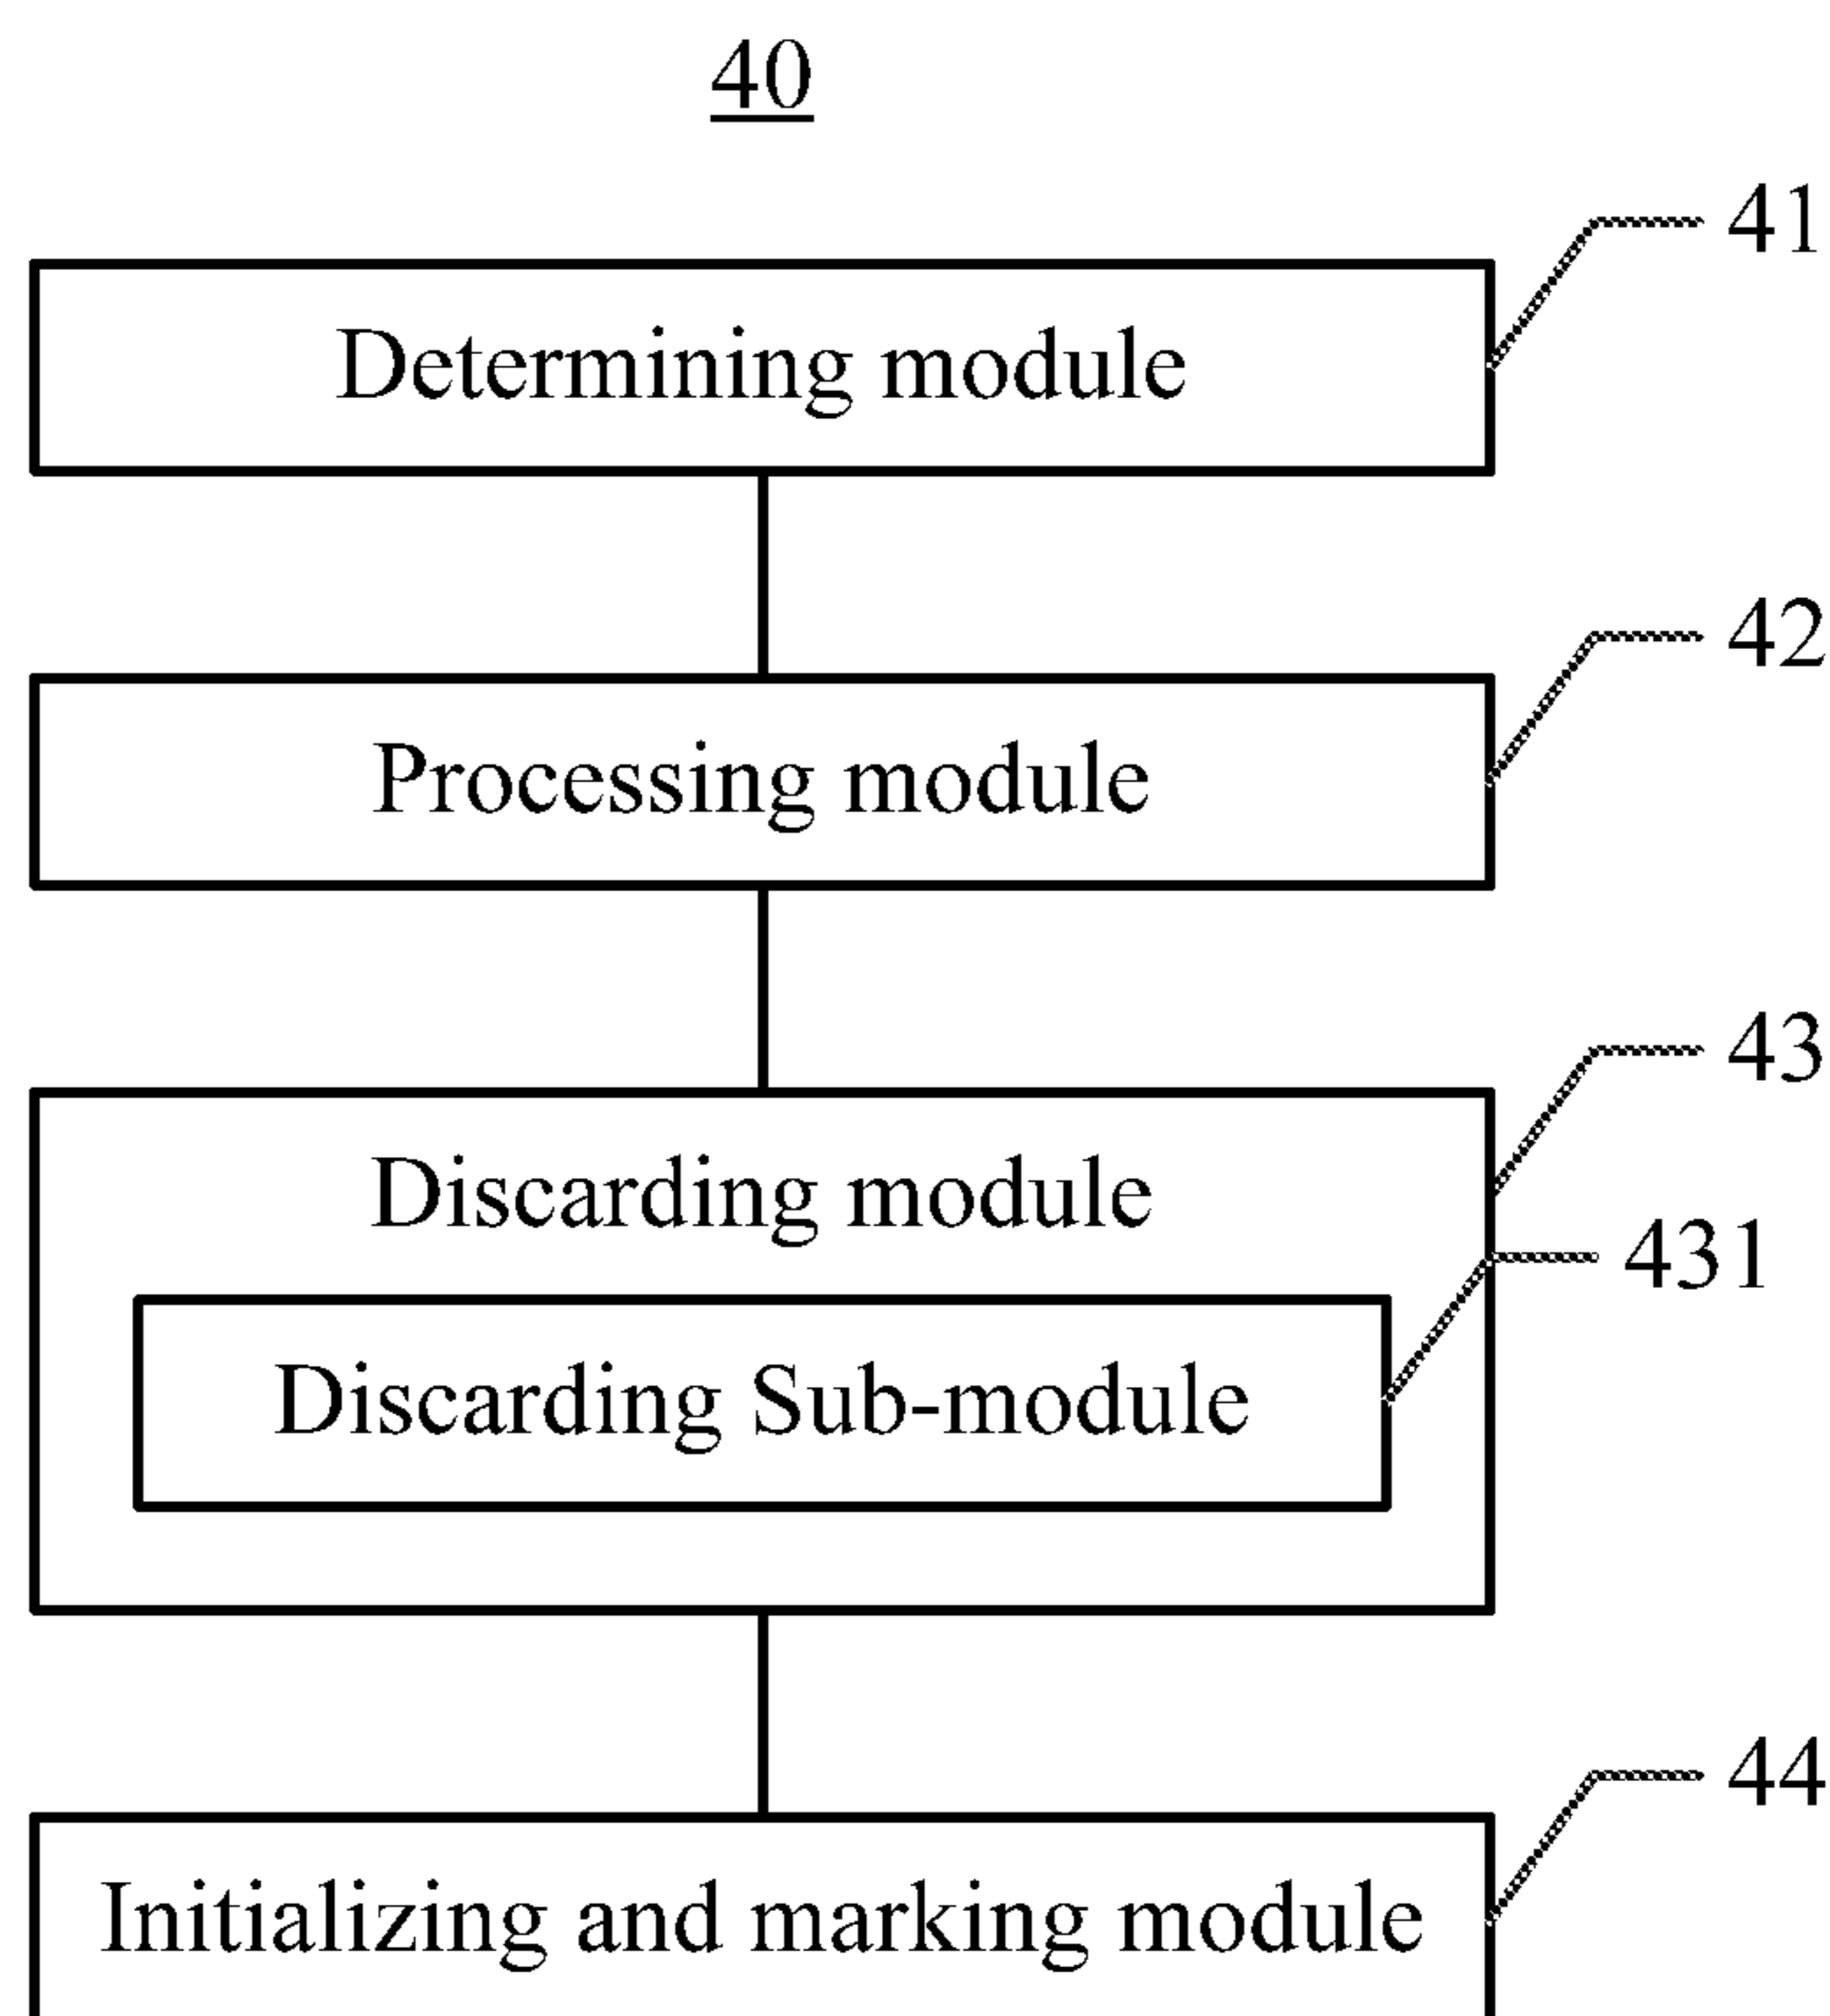 40
41
Determining module
42
Processing module
43
Discarding module
431
Discarding Sub-module
44
Initializing and marking module